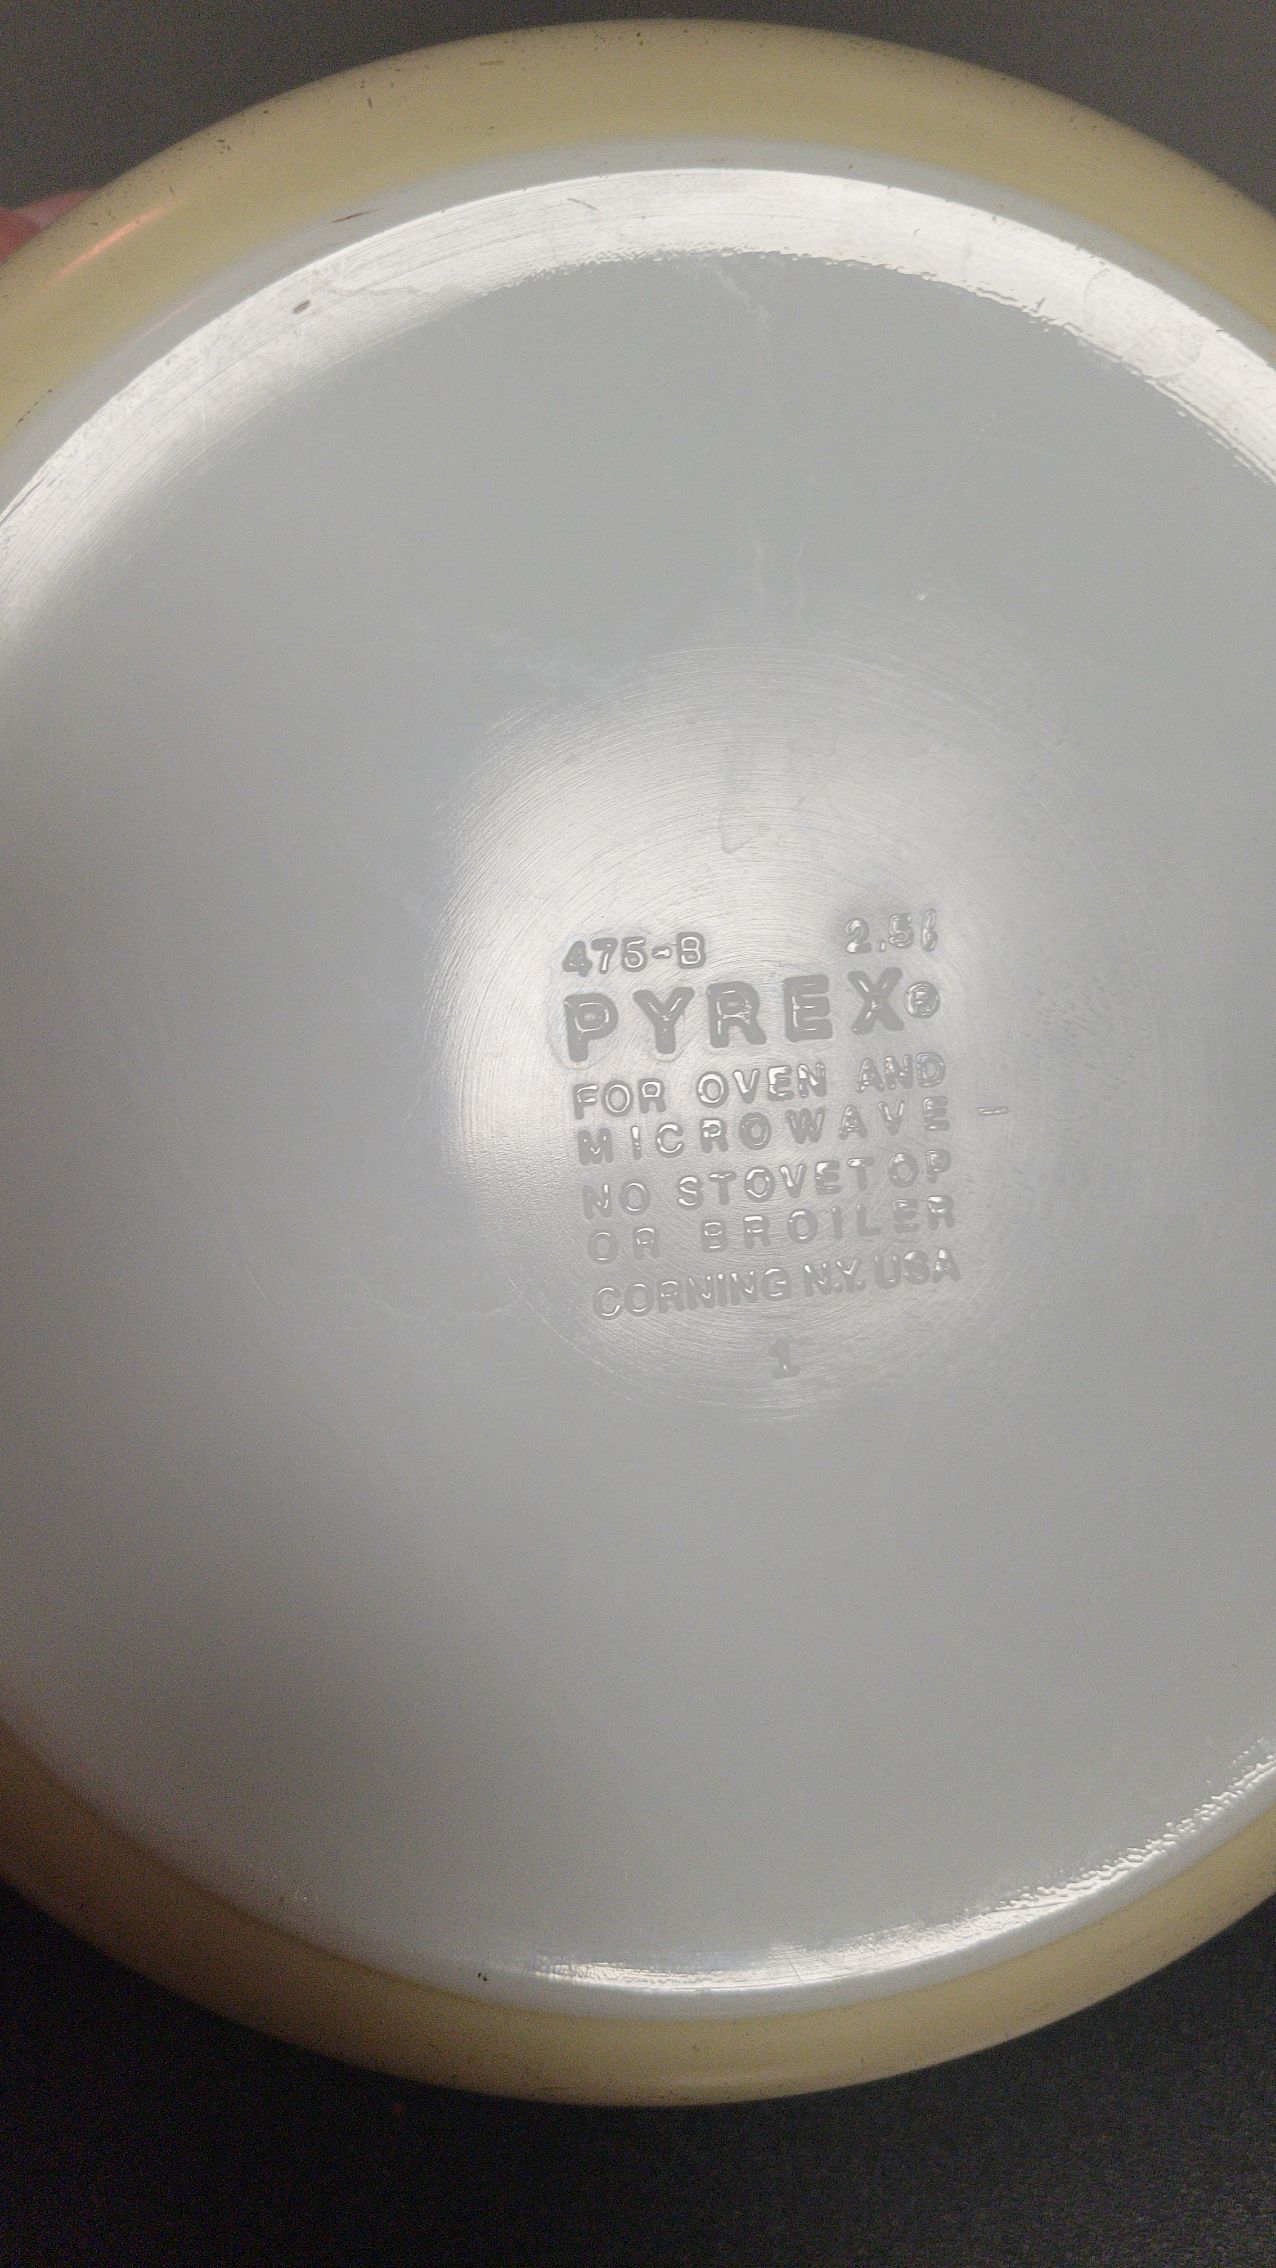 475-B 2.5ℓ
PYREX®
FOR OVEN AND
MICROWAVE
NO STOVETOP
OR BROILER
CORNING N.Y. USA
1